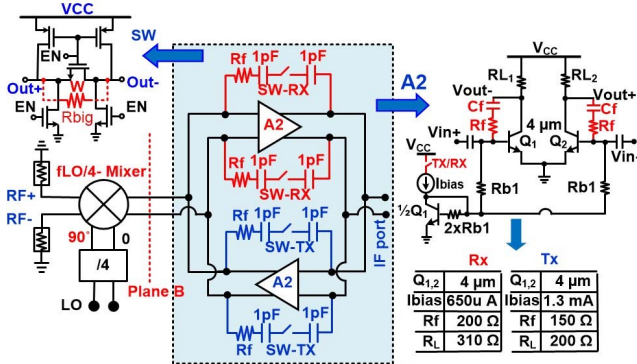 VCC
SW
EN
Out+
W
Out-
Rbig
EN
EN
fLO/4- Mixer
RF+
RF-
90°
0
/4
LO
Plane B
Rf
1pF
1pF
SW-RX
A2
Rf
1pF
1pF
SW-RX
Rf
1pF
1pF
SW-TX
A2
Rf
1pF
1pF
SW-TX
IF port
A2
VCC
RL1
RL2
Vout-
Vout+
Cf
Rf
4 μm
Cf
Rf
Vin+
Q1
Q2
Vin-
VCC
TX/RX
Ibias
Rb1
Rb1
½Q1
2xRb1
Rx
Q1,2 4 μm
Ibias 650u A
Rf 200 Ω
RL 310 Ω
Tx
Q1,2 4 μm
Ibias 1.3 mA
Rf 150 Ω
RL 200 Ω